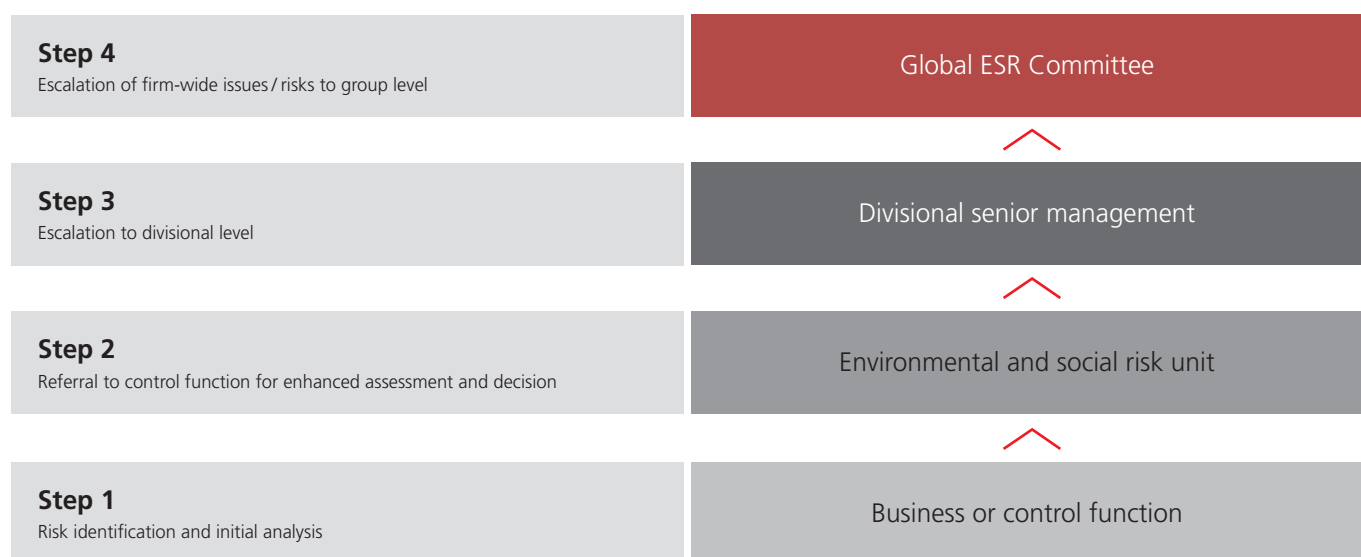 Step 4
Escalation of firm-wide issues / risks to group level
Global ESR Committee
Step 3
Escalation to divisional level
Divisional senior management
Step 2
Referral to control function for enhanced assessment and decision
Environmental and social risk unit
Step 1
Risk identification and initial analysis
Business or control function